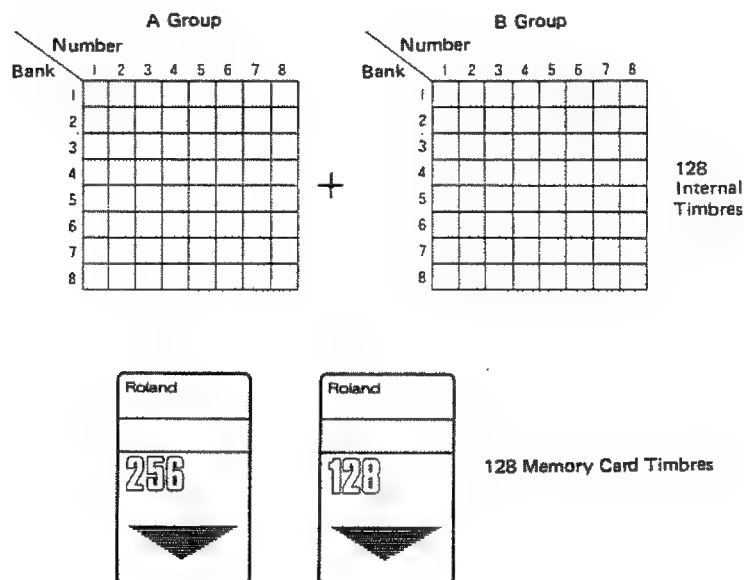 A Group
Number
Bank 1 2 3 4 5 6 7 8
1
2
3
4
5
6
7
8
+
B Group
Number
Bank 1 2 3 4 5 6 7 8
1
2
3
4
5
6
7
8
128
Internal
Timbres
Roland
256
Roland
128
128 Memory Card Timbres